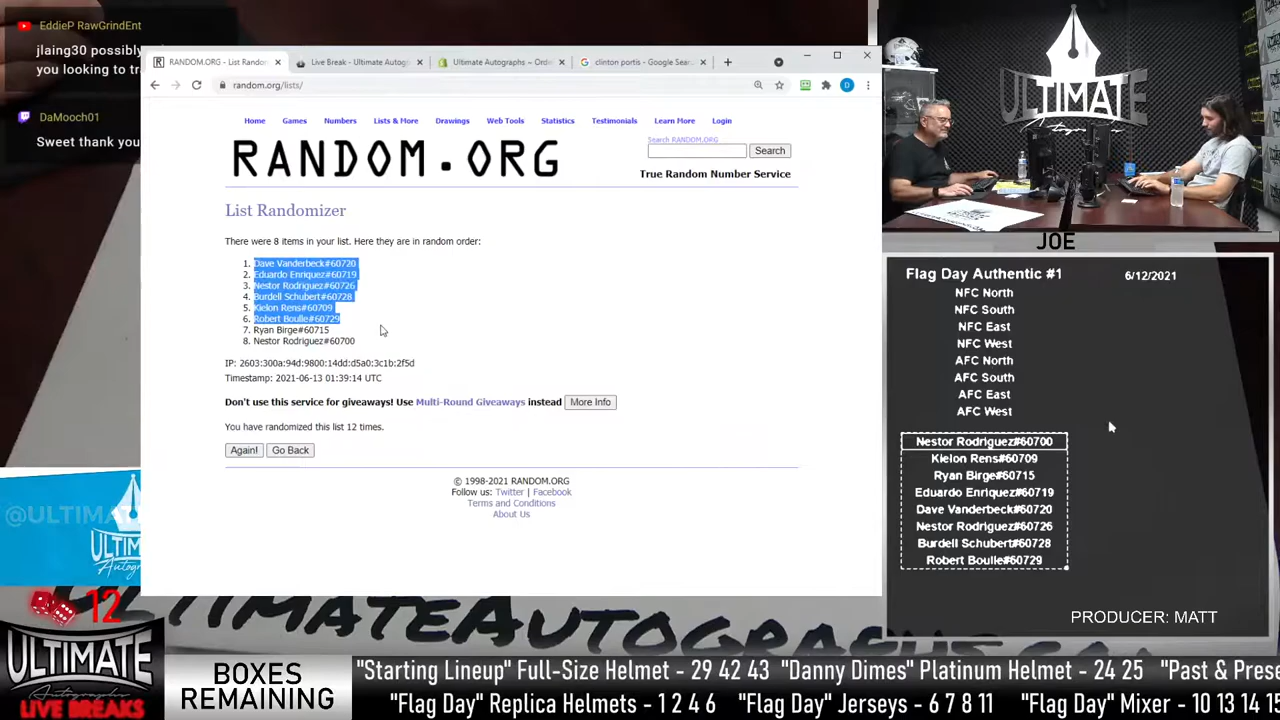 EddieP RawGrindEnt
jlaing30 possibly
you looking to tr
DaMooch01
Sweet thank you
RANDOM.ORG - List Random
Live Break - Ultimate Autog
Ultimate Autographs ~ Orde
clinton portis - Google Sear
random.org/lists/
Home Games Numbers Lists & More Drawings Web Tools Statistics Testimonials Learn More Login
RANDOM.ORG
Search RANDOM.ORG
Search
True Random Number Service
List Randomizer
There were 8 items in your list. Here they are in random order:
1. Dave Vanderbeck#60720
2. Eduardo Enriquez#60719
3. Nestor Rodriguez#60726
4. Burdell Schubert#60728
5. Kielon Rens#60709
6. Robert Boulle#60729
7. Ryan Birge#60715
8. Nestor Rodriguez#60700
IP: 2603:300a:94d:9800:14dd:d5a0:3c1b:2f5d
Timestamp: 2021-06-13 01:39:14 UTC
Don't use this service for giveaways! Use Multi-Round Giveaways instead More Info
You have randomized this list 12 times.
Again! Go Back
© 1998-2021 RANDOM.ORG
Follow us: Twitter | Facebook
Terms and Conditions
About Us
ULTIMATE
JOE
Flag Day Authentic #1 6/12/2021
NFC North
NFC South
NFC East
NFC West
AFC North
AFC South
AFC East
AFC West
Nestor Rodriguez#60700
Kielon Rens#60709
Ryan Birge#60715
Eduardo Enriquez#60719
Dave Vanderbeck#60720
Nestor Rodriguez#60726
Burdell Schubert#60728
Robert Boulle#60729
PRODUCER: MATT
@ULTIMAT
ULTIM
12
ULTIMATE
Autographs
LIVE BREAKS
BOXES
REMAINING
"Starting Lineup" Full-Size Helmet - 29 42 43 "Danny Dimes" Platinum Helmet - 24 25 "Past & Prese
"Flag Day" Replica Helmets - 1 2 4 6 "Flag Day" Jerseys - 6 7 8 11 "Flag Day" Mixer - 10 13 14 15